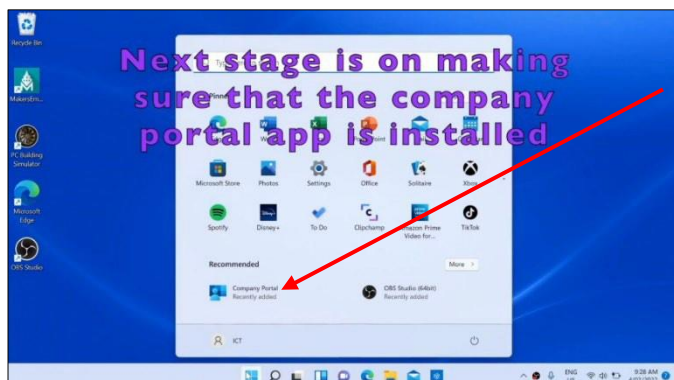 Recycle Bin
MakersEm...
PC Building
Simulator
Microsoft
Edge
OBS Studio
Next stage is on making
sure that the company
portal app is installed
Microsoft Store
Photos
Settings
Office
Solitaire
Xbox
Spotify
Disney+
To Do
Clipchamp
Amazon Prime
Video for...
TikTok
Recommended
More >
Company Portal
Recently added
OBS Studio (64bit)
Recently added
ICT
ENG
9:28 AM